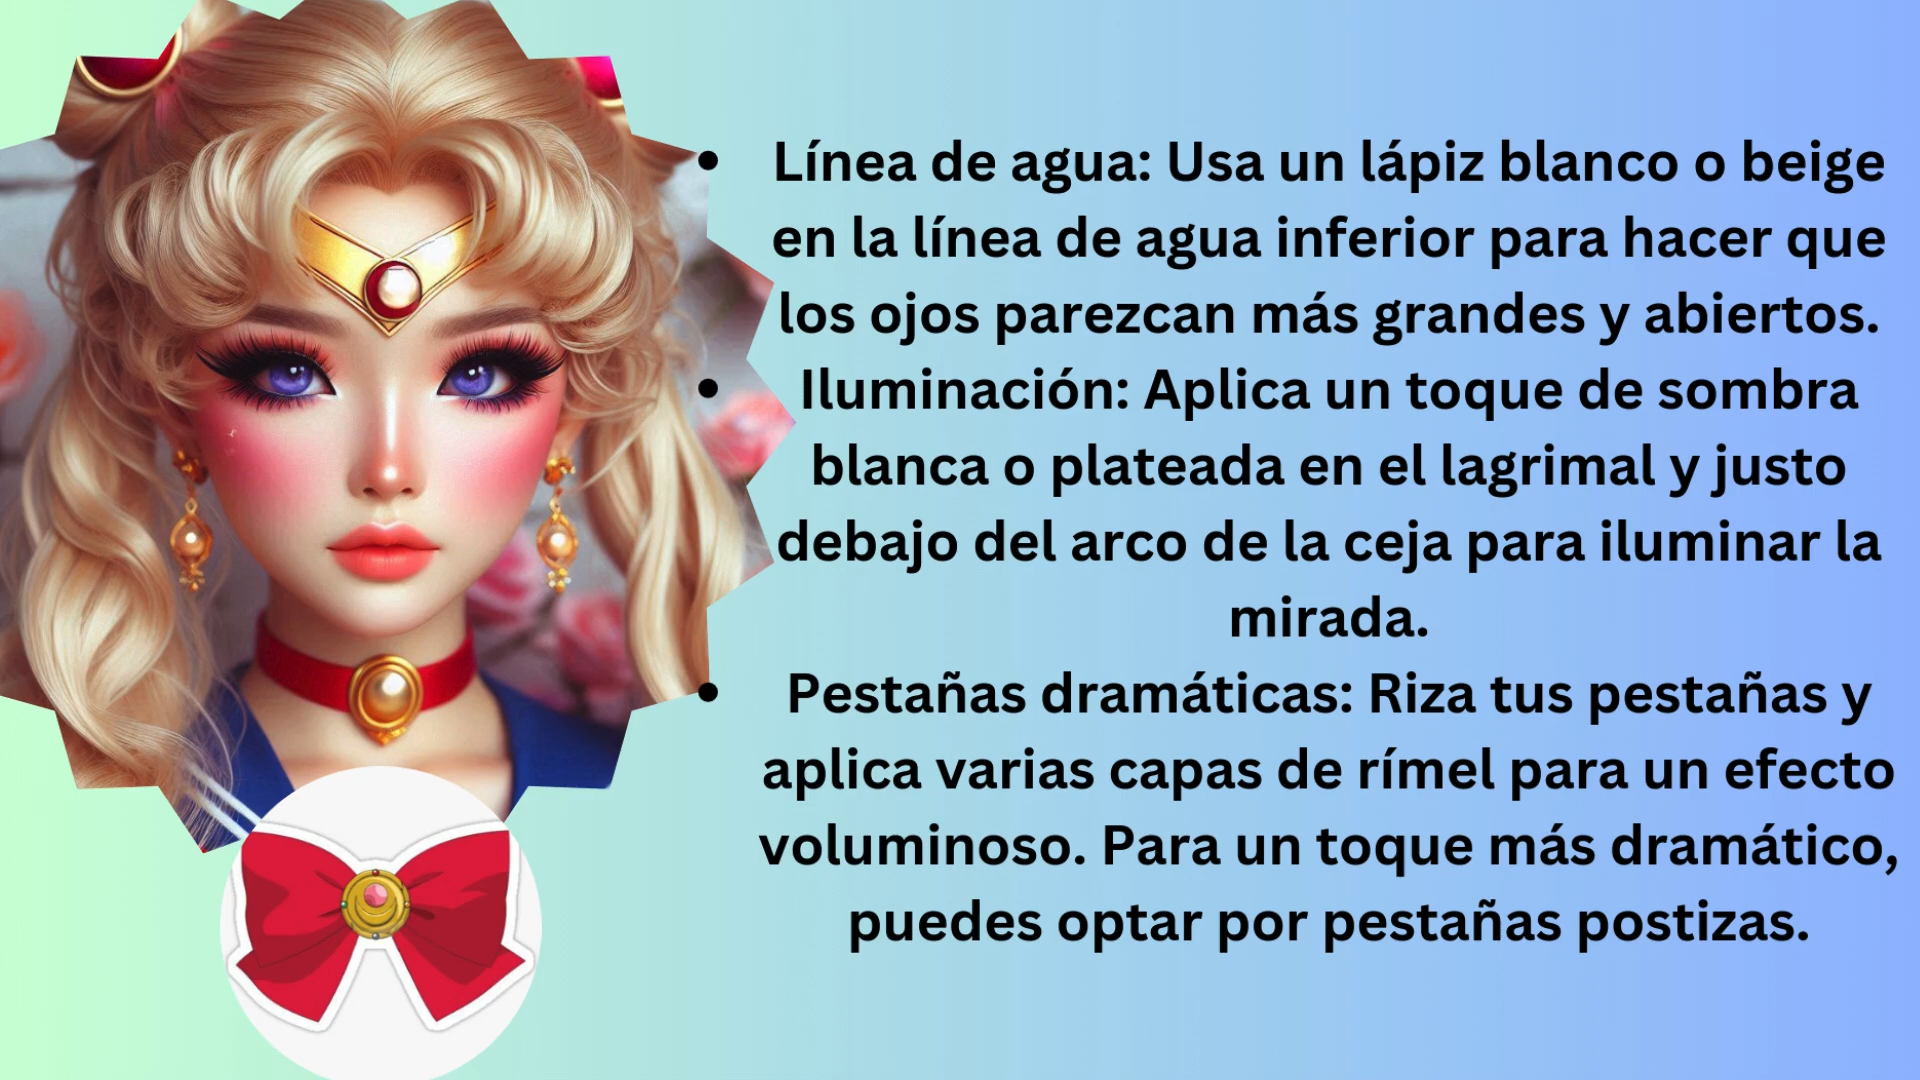 • Línea de agua: Usa un lápiz blanco o beige
en la línea de agua inferior para hacer que
los ojos parezcan más grandes y abiertos.
• Iluminación: Aplica un toque de sombra
blanca o plateada en el lagrimal y justo
debajo del arco de la ceja para iluminar la
mirada.
• Pestañas dramáticas: Riza tus pestañas y
aplica varias capas de rímel para un efecto
voluminoso. Para un toque más dramático,
puedes optar por pestañas postizas.